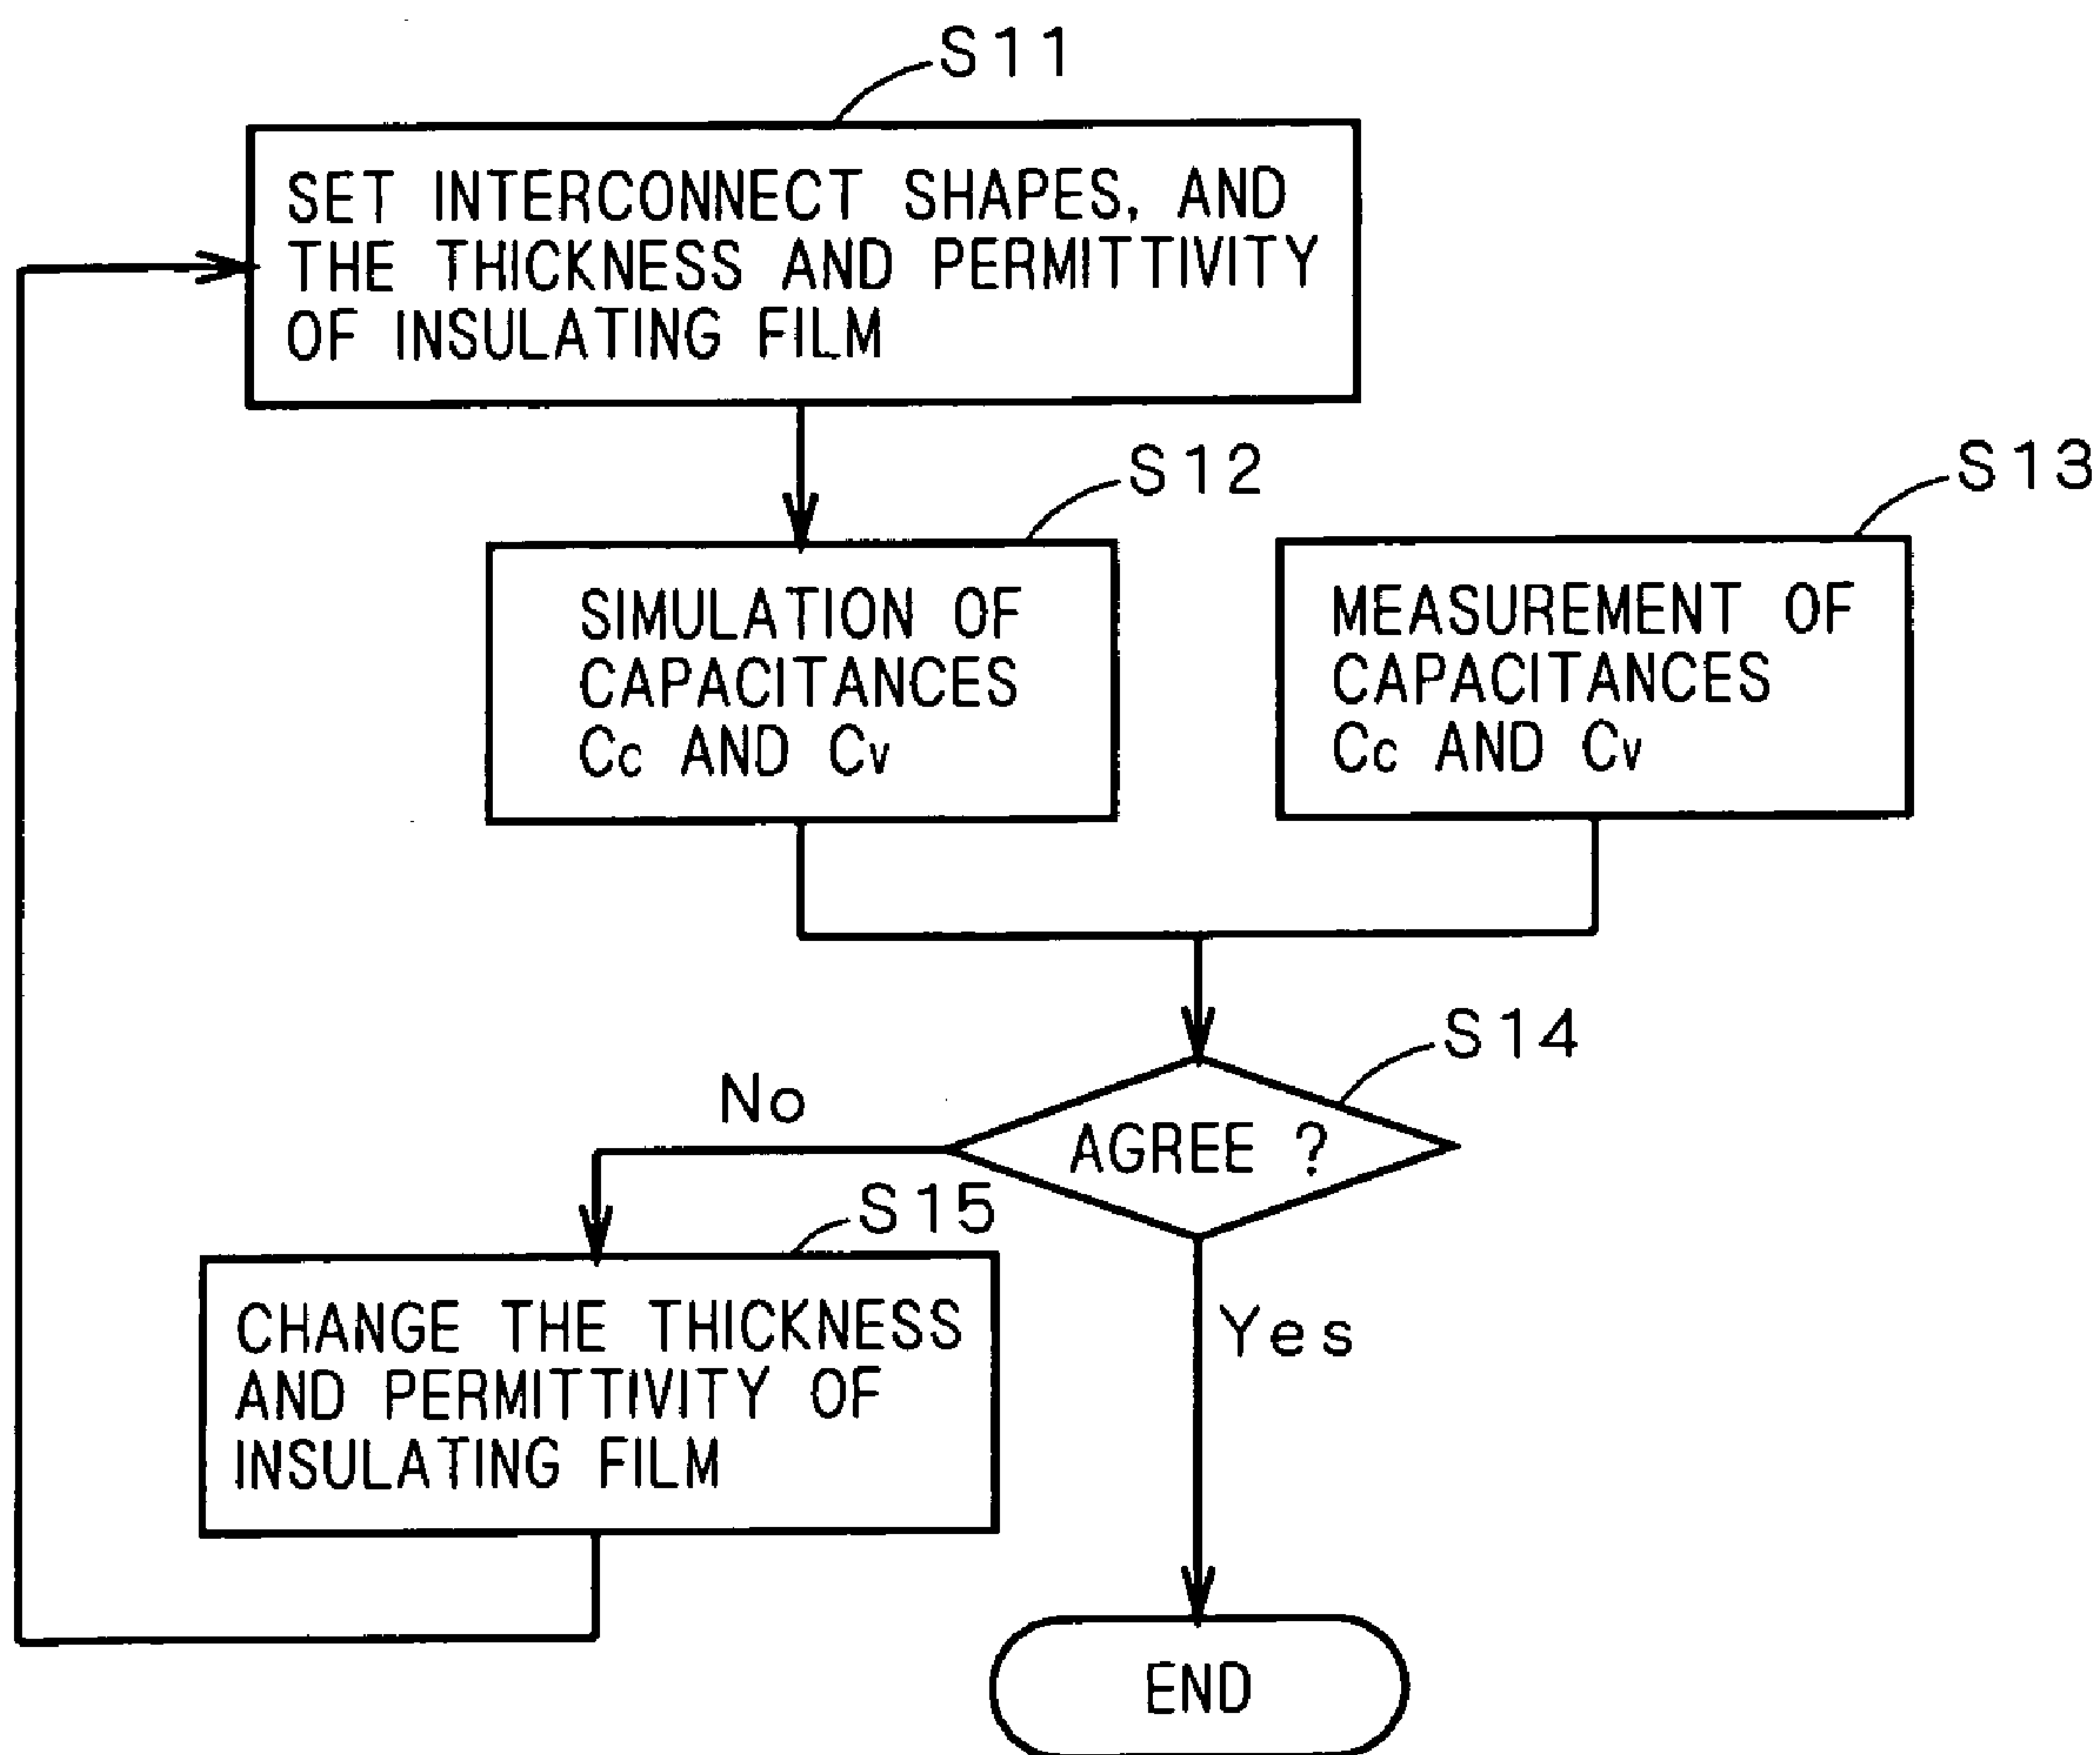 S11
SET INTERCONNECT SHAPES, AND
THE THICKNESS AND PERMITTIVITY
OF INSULATING FILM
S12
SIMULATION OF
CAPACITANCES
Cc AND Cv
S13
MEASUREMENT OF
CAPACITANCES
Cc AND Cv
S14
AGREE ?
No
Yes
S15
CHANGE THE THICKNESS
AND PERMITTIVITY OF
INSULATING FILM
END